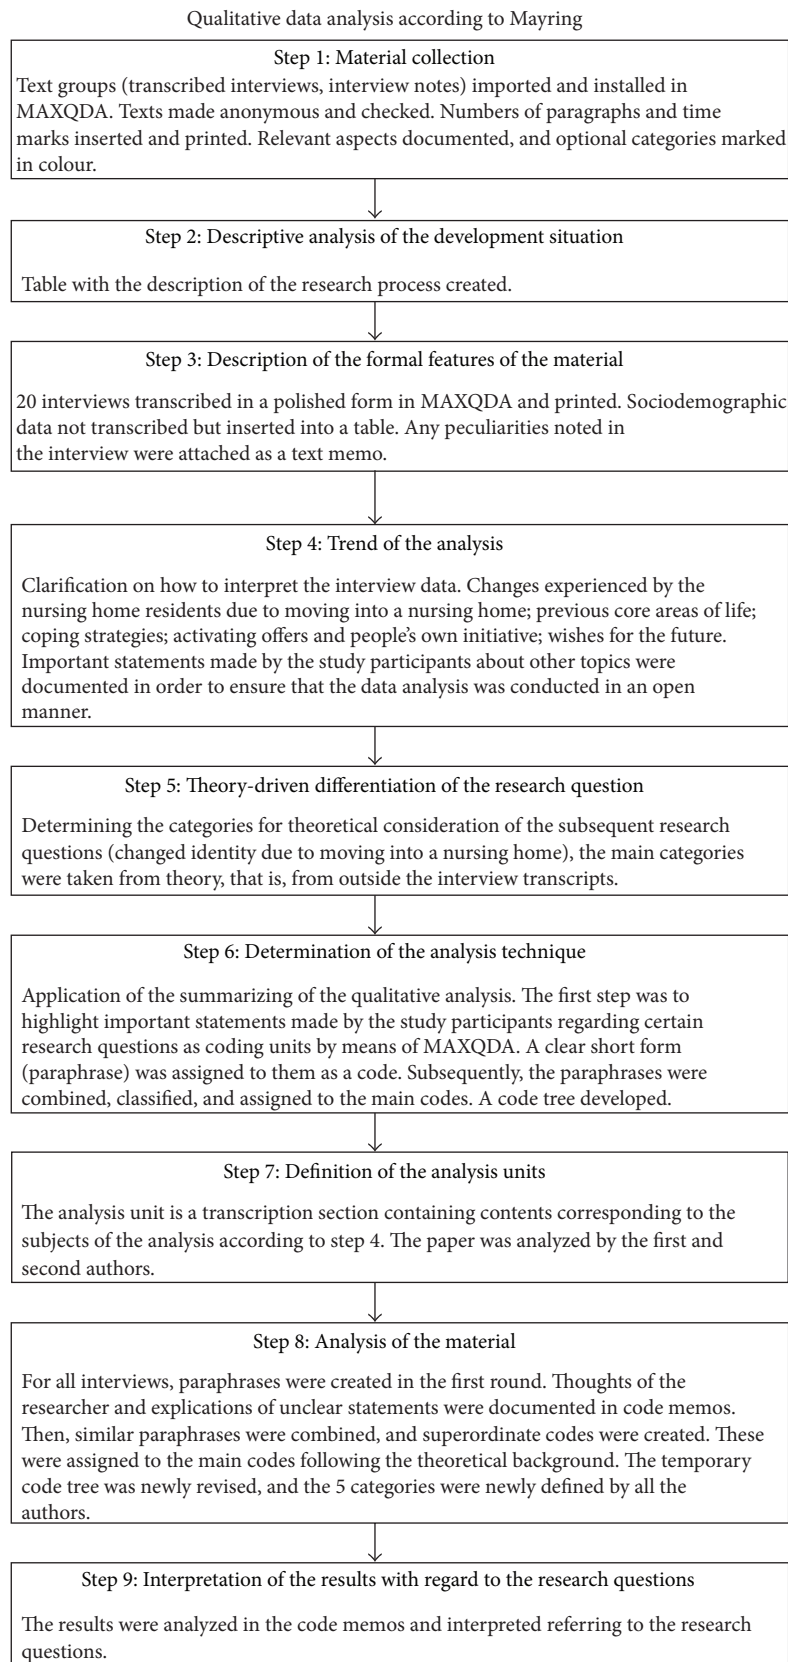 Qualitative data analysis according to Mayring
Step 1: Material collection
Text groups (transcribed interviews, interview notes) imported and installed in
MAXQDA. Texts made anonymous and checked. Numbers of paragraphs and time
marks inserted and printed. Relevant aspects documented, and optional categories marked
in colour.
Step 2: Descriptive analysis of the development situation
Table with the description of the research process created.
Step 3: Description of the formal features of the material
20 interviews transcribed in a polished form in MAXQDA and printed. Sociodemographic
data not transcribed but inserted into a table. Any peculiarities noted in
the interview were attached as a text memo.
Step 4: Trend of the analysis
Clarification on how to interpret the interview data. Changes experienced by the
nursing home residents due to moving into a nursing home; previous core areas of life;
coping strategies; activating offers and people's own initiative; wishes for the future.
Important statements made by the study participants about other topics were
documented in order to ensure that the data analysis was conducted in an open
manner.
Step 5: Theory-driven differentiation of the research question
Determining the categories for theoretical consideration of the subsequent research
questions (changed identity due to moving into a nursing home), the main categories
were taken from theory, that is, from outside the interview transcripts.
Step 6: Determination of the analysis technique
Application of the summarizing of the qualitative analysis. The first step was to
highlight important statements made by the study participants regarding certain
research questions as coding units by means of MAXQDA. A clear short form
(paraphrase) was assigned to them as a code. Subsequently, the paraphrases were
combined, classified, and assigned to the main codes. A code tree developed.
Step 7: Definition of the analysis units
The analysis unit is a transcription section containing contents corresponding to the
subjects of the analysis according to step 4. The paper was analyzed by the first and
second authors.
Step 8: Analysis of the material
For all interviews, paraphrases were created in the first round. Thoughts of the
researcher and explications of unclear statements were documented in code memos.
Then, similar paraphrases were combined, and superordinate codes were created. These
were assigned to the main codes following the theoretical background. The temporary
code tree was newly revised, and the 5 categories were newly defined by all the
authors.
Step 9: Interpretation of the results with regard to the research questions
The results were analyzed in the code memos and interpreted referring to the research
questions.